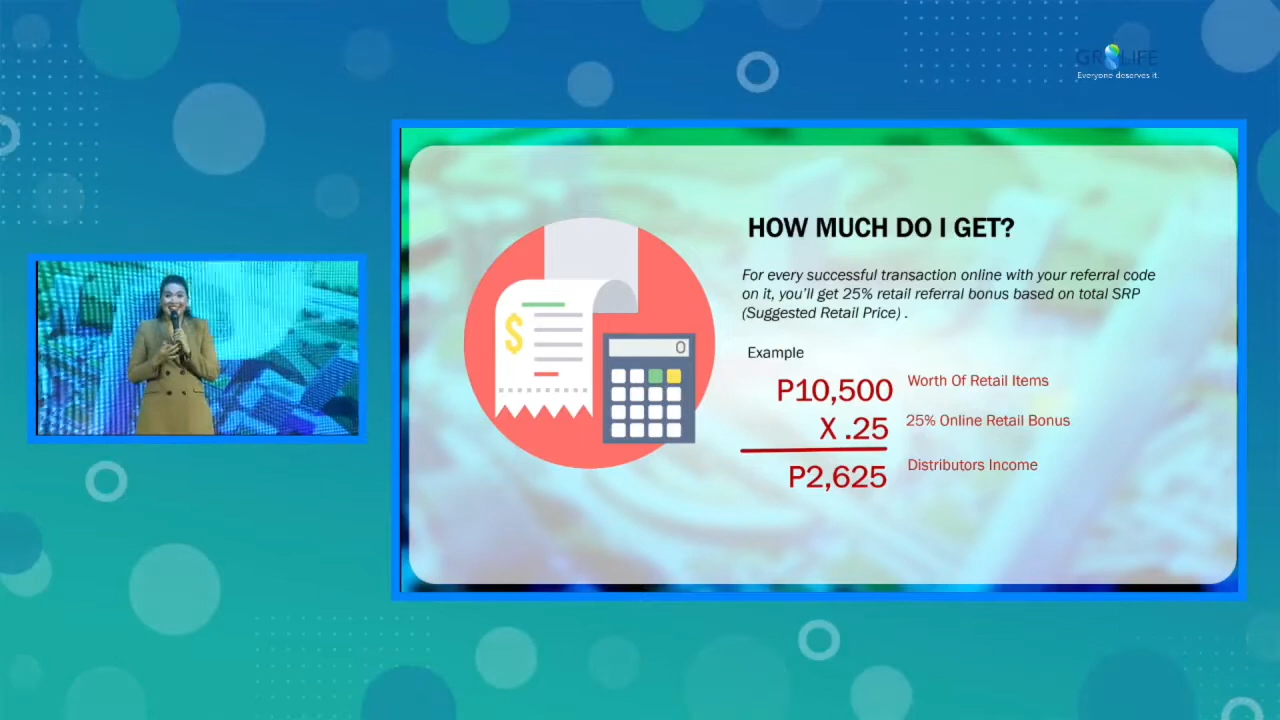 GR8LIFE
Everyone deserves it.
HOW MUCH DO I GET?
For every successful transaction online with your referral code
on it, you'll get 25% retail referral bonus based on total SRP
(Suggested Retail Price) .
Example
P10,500 Worth Of Retail Items
X .25 25% Online Retail Bonus
P2,625 Distributors Income
$
0